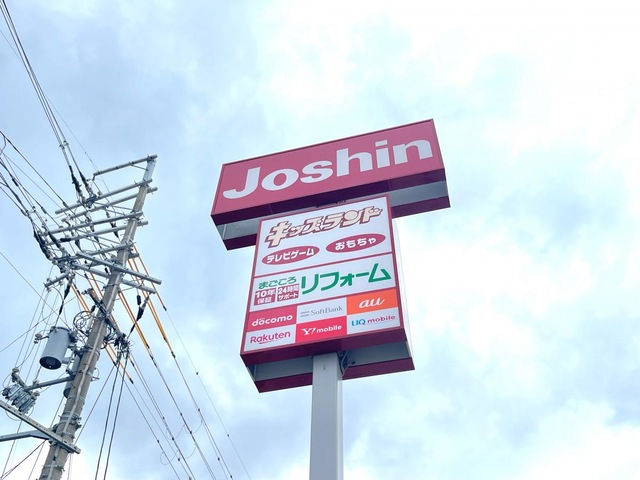 Joshin
キッズランド
テレビゲーム おもちゃ
まごころ
10年保証 24時間サポート リフォーム
döcomo SoftBank au
Rakuten Y!mobile UQ mobile